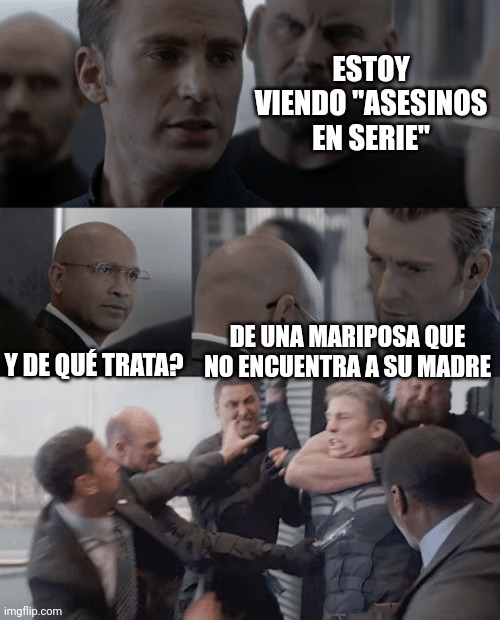 ESTOY
VIENDO "ASESINOS
EN SERIE"
Y DE QUÉ TRATA?
DE UNA MARIPOSA QUE
NO ENCUENTRA A SU MADRE
imgflip.com